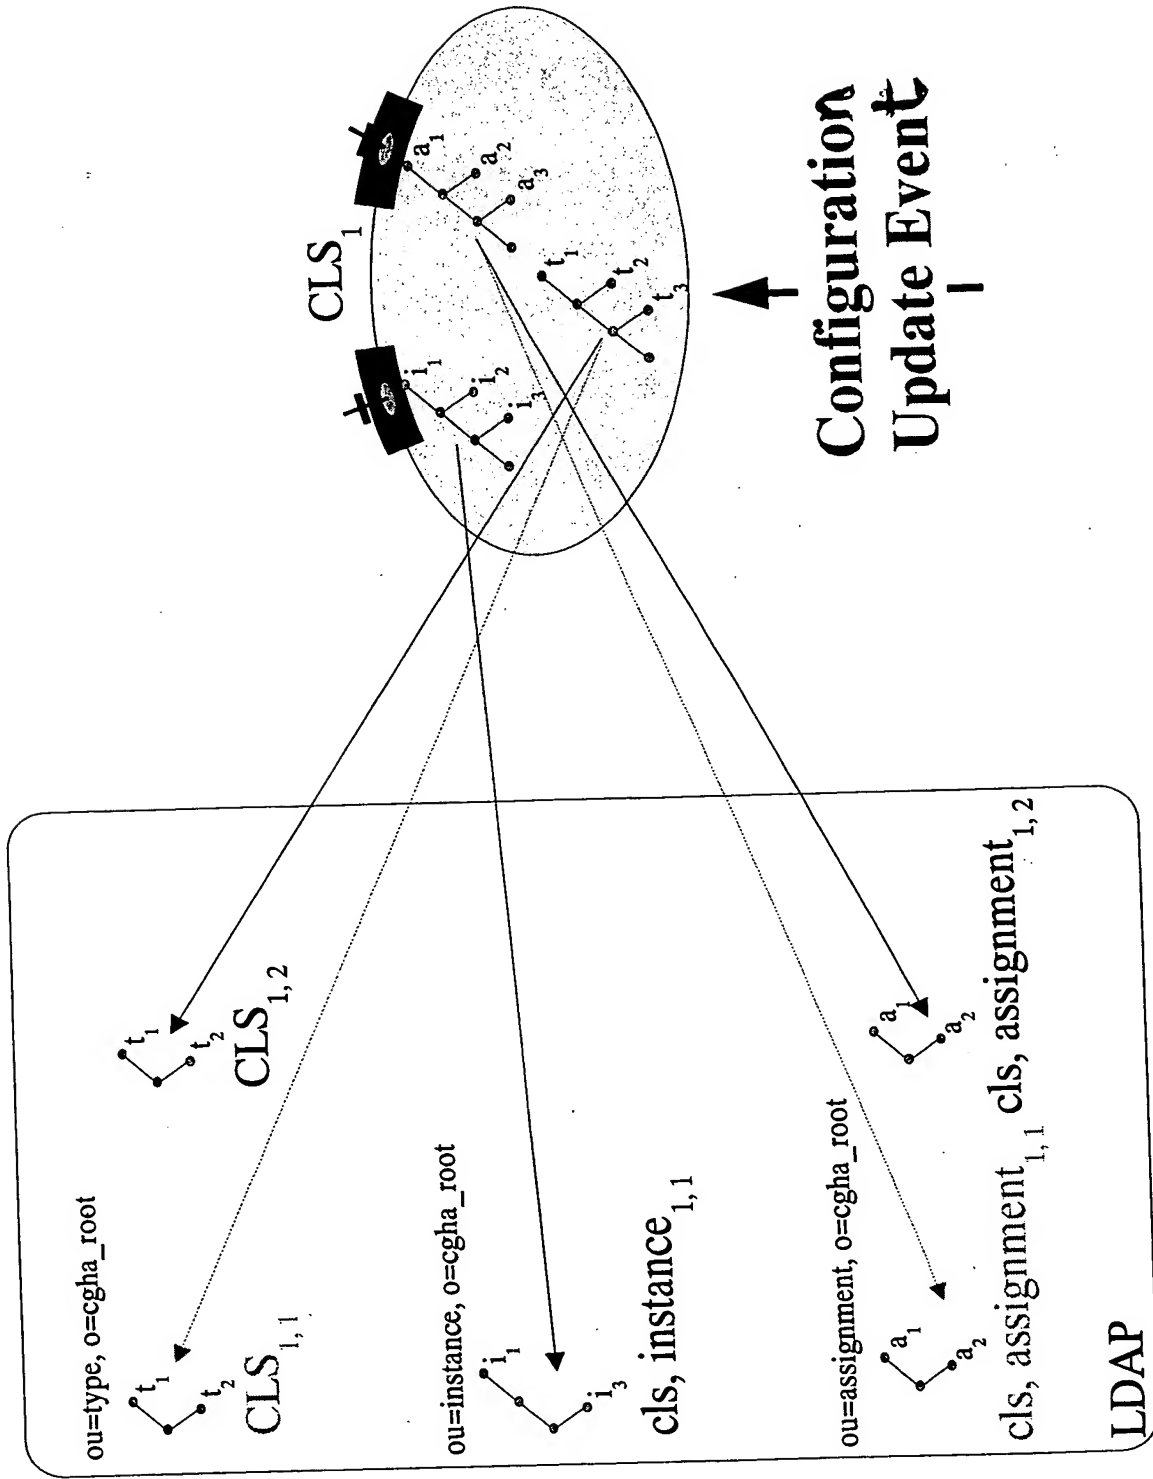 ou=type, o=cgha_root
t1
t2
CLS1, 1
t1
t2
CLS1, 2
ou=instance, o=cgha_root
i1
i3
cls, instance1, 1
ou=assignment, o=cgha_root
a1
a2
cls, assignment1, 1
a1
a2
cls, assignment1, 2
LDAP
CLS1
i1
i2
i3
a1
a2
a3
t1
t2
t3
Configuration
Update Event